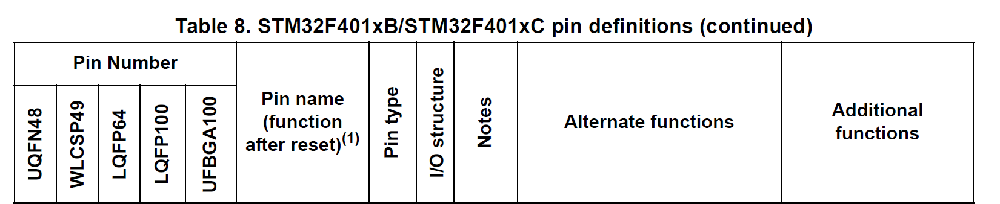 Table 8. STM32F401xB/STM32F401xC pin definitions (continued)
Pin Number
UQFN48
WLCSP49
LQFP64
LQFP100
UFBGA100
Pin name
(function
after reset)(1)
Pin type
I/O structure
Notes
Alternate functions
Additional
functions